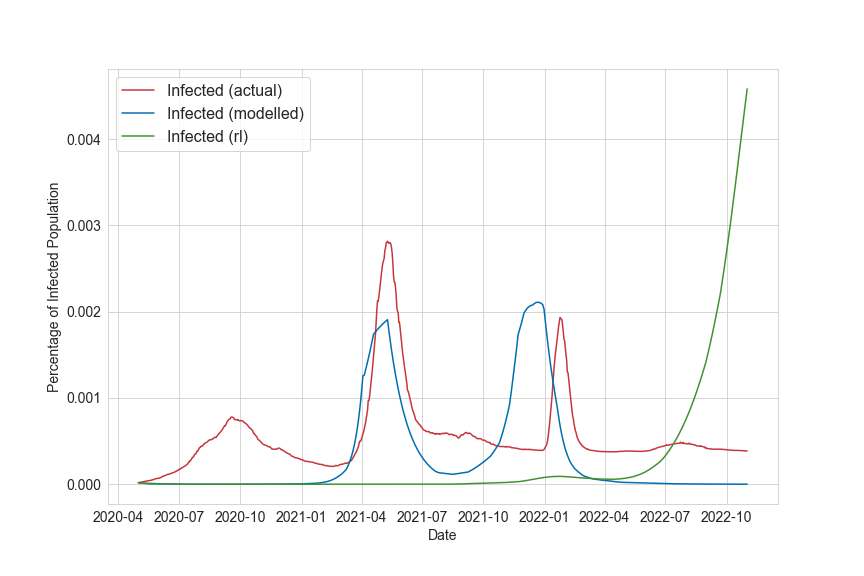 Infected (actual)
Infected (modelled)
Infected (rl)
Percentage of Infected Population
0.004
0.003
0.002
0.001
0.000
2020-04 2020-07 2020-10 2021-01 2021-04 2021-07 2021-10 2022-01 2022-04 2022-07 2022-10
Date